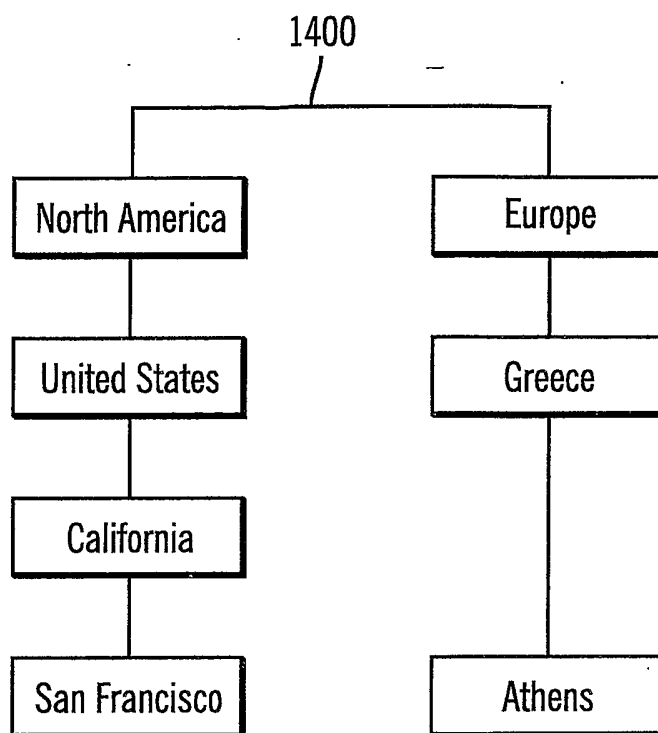 1400
North America
Europe
United States
Greece
California
San Francisco
Athens